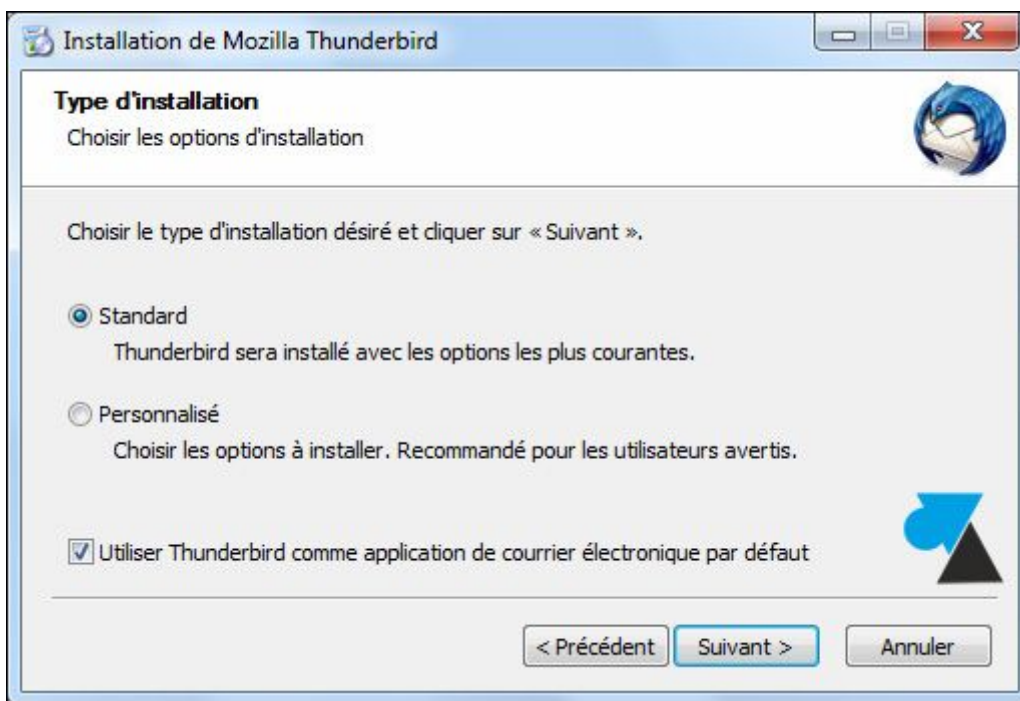 Installation de Mozilla Thunderbird
Type d'installation
Choisir les options d'installation
Choisir le type d'installation désiré et cliquer sur « Suivant ».
Standard
Thunderbird sera installé avec les options les plus courantes.
Personnalisé
Choisir les options à installer. Recommandé pour les utilisateurs avertis.
Utiliser Thunderbird comme application de courrier électronique par défaut
< Précédent Suivant > Annuler